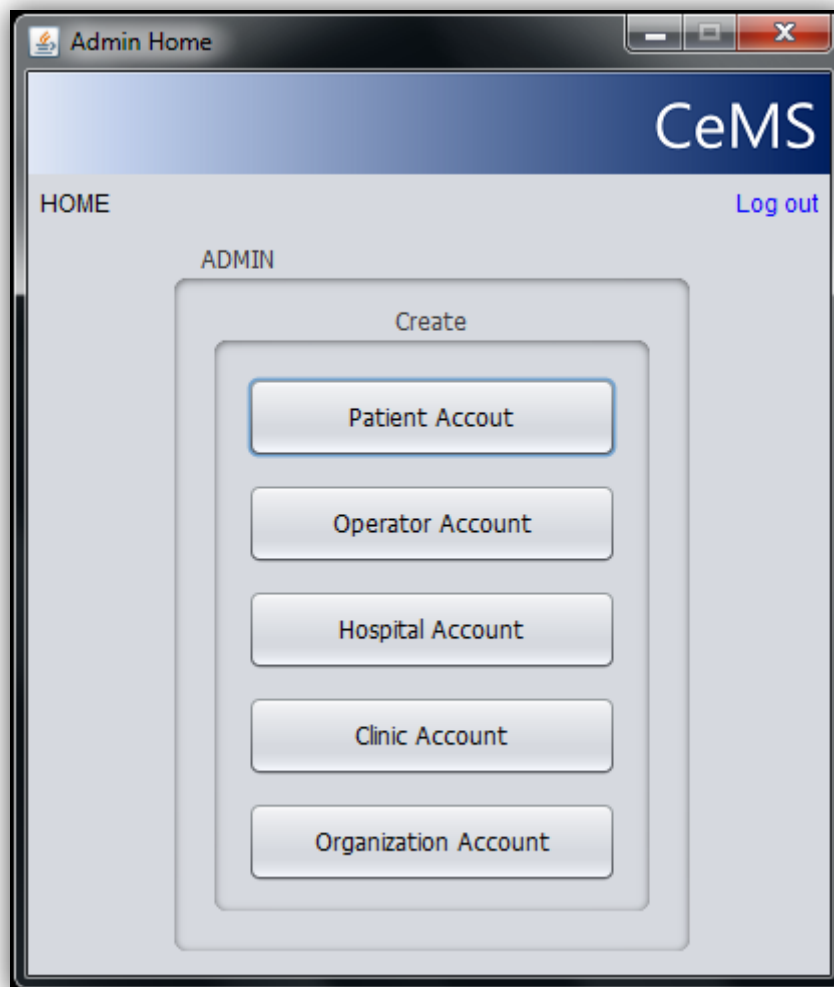 Admin Home
CeMS
HOME Log out
ADMIN
Create
Patient Accout
Operator Account
Hospital Account
Clinic Account
Organization Account